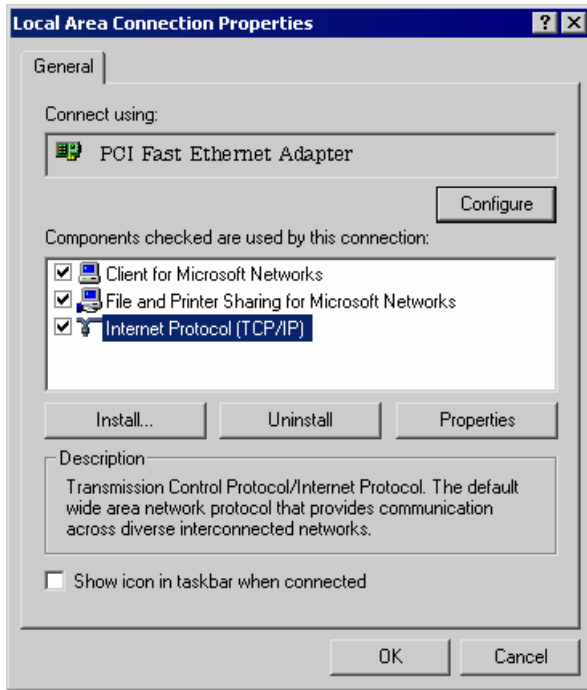 Local Area Connection Properties
General
Connect using:
PCI Fast Ethernet Adapter
Configure
Components checked are used by this connection:
Client for Microsoft Networks
File and Printer Sharing for Microsoft Networks
Internet Protocol (TCP/IP)
Install...
Uninstall
Properties
Description
Transmission Control Protocol/Internet Protocol. The default
wide area network protocol that provides communication
across diverse interconnected networks.
Show icon in taskbar when connected
OK
Cancel